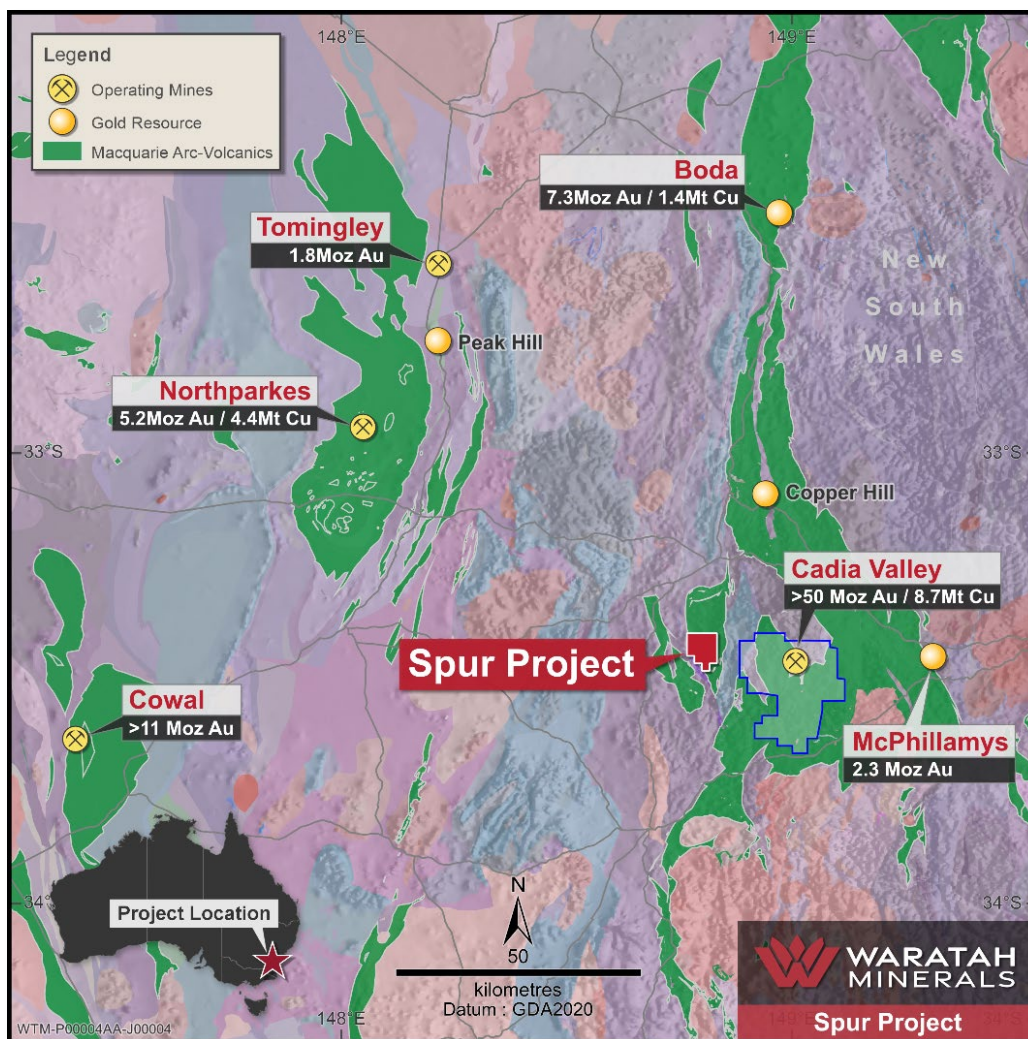 148°E
149°E
Legend
Operating Mines
Gold Resource
Macquarie Arc-Volcanics
Boda
7.3Moz Au / 1.4Mt Cu
Tomingley
1.8Moz Au
New
South
Wales
Peak Hill
Northparkes
5.2Moz Au / 4.4Mt Cu
33°S
33°S
Copper Hill
Cadia Valley
>50 Moz Au / 8.7Mt Cu
Spur Project
Cowal
>11 Moz Au
McPhillamys
2.3 Moz Au
Project Location
N
50
kilometres
Datum : GDA2020
34°S
34°S
WARATAH
MINERALS
Spur Project
WTM-P00004AA-J00004
148°E